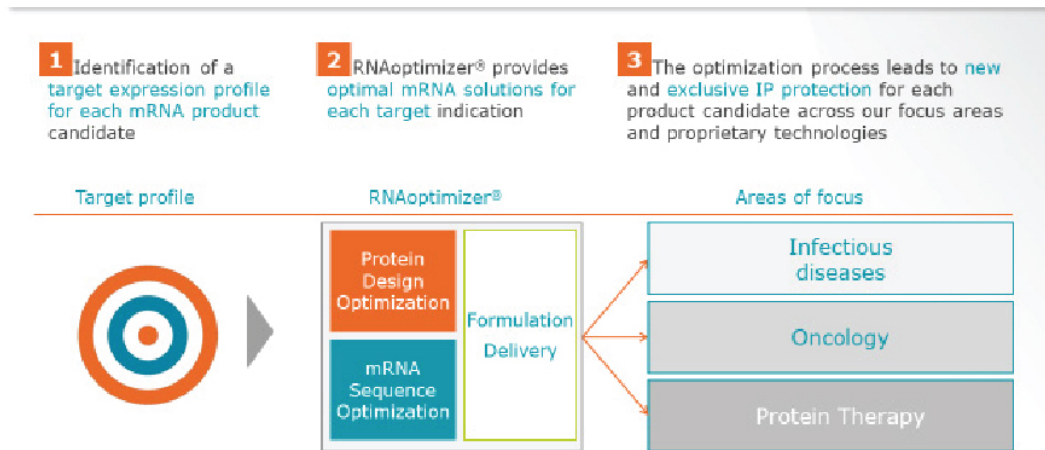 1 Identification of a
target expression profile
for each mRNA product
candidate
2 RNAoptimizer® provides
optimal mRNA solutions for
each target indication
3 The optimization process leads to new
and exclusive IP protection for each
product candidate across our focus areas
and proprietary technologies
Target profile
RNAoptimizer®
Areas of focus
Protein
Design
Optimization
mRNA
Sequence
Optimization
Formulation
Delivery
Infectious
diseases
Oncology
Protein Therapy